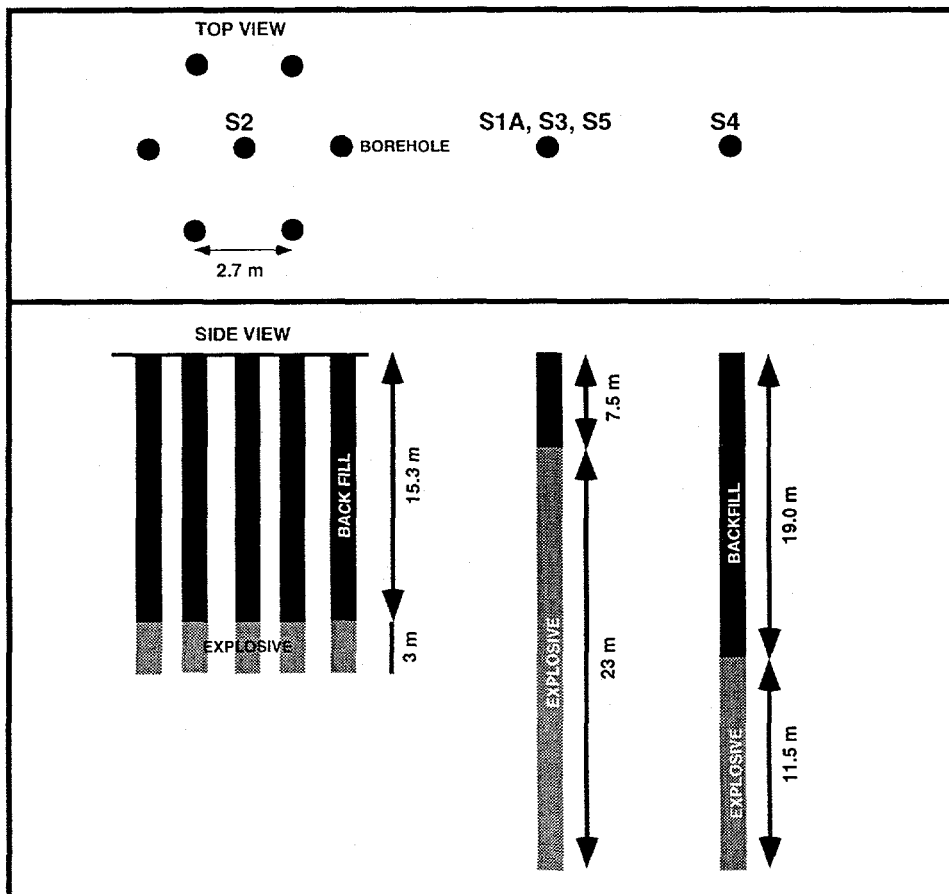 TOP VIEW
S2
S1A, S3, S5
S4
BOREHOLE
2.7 m
SIDE VIEW
BACK FILL
15.3 m
EXPLOSIVE
3 m
7.5 m
EXPLOSIVE
23 m
BACKFILL
19.0 m
EXPLOSIVE
11.5 m